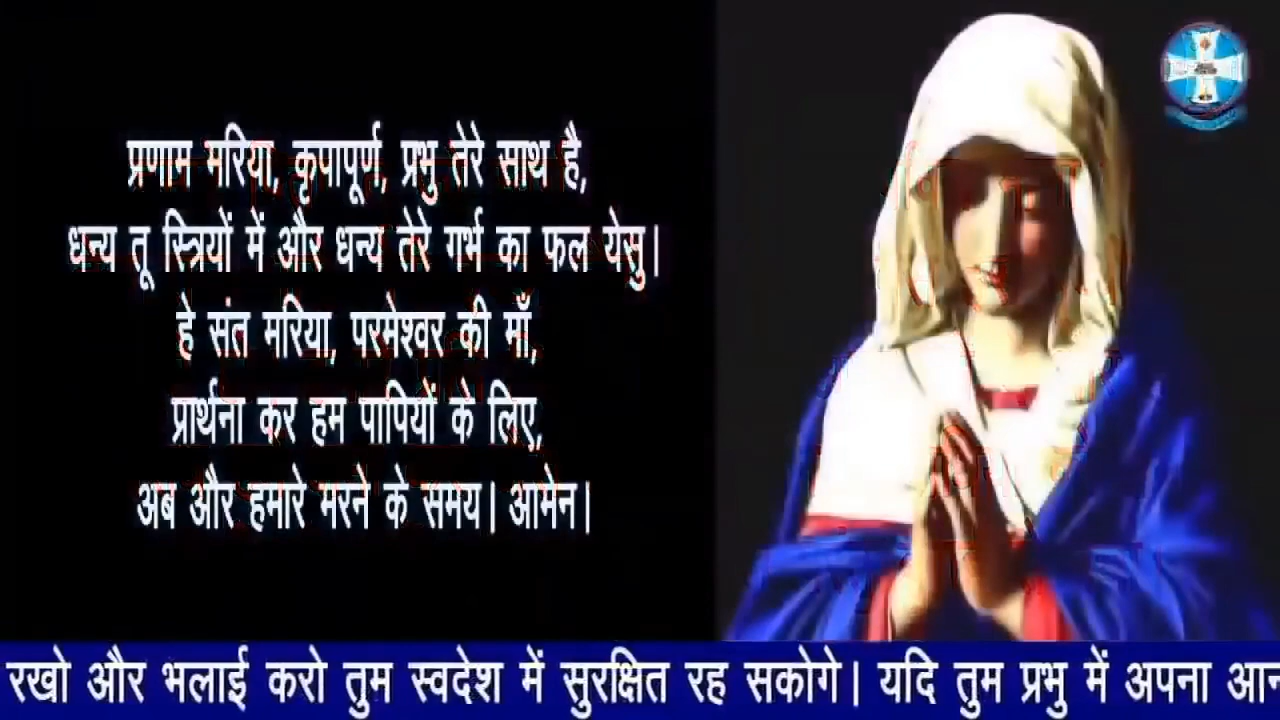 प्रणाम मरिया, कृपापूर्ण, प्रभु तेरे साथ है,
धन्य तू स्त्रियों में और धन्य तेरे गर्भ का फल येसु।
हे संत मरिया, परमेश्वर की माँ,
प्रार्थना कर हम पापियों के लिए,
अब और हमारे मरने के समय। आमेन।
रखो और भलाई करो तुम स्वदेश में सुरक्षित रह सकोगे। यदि तुम प्रभु में अपना